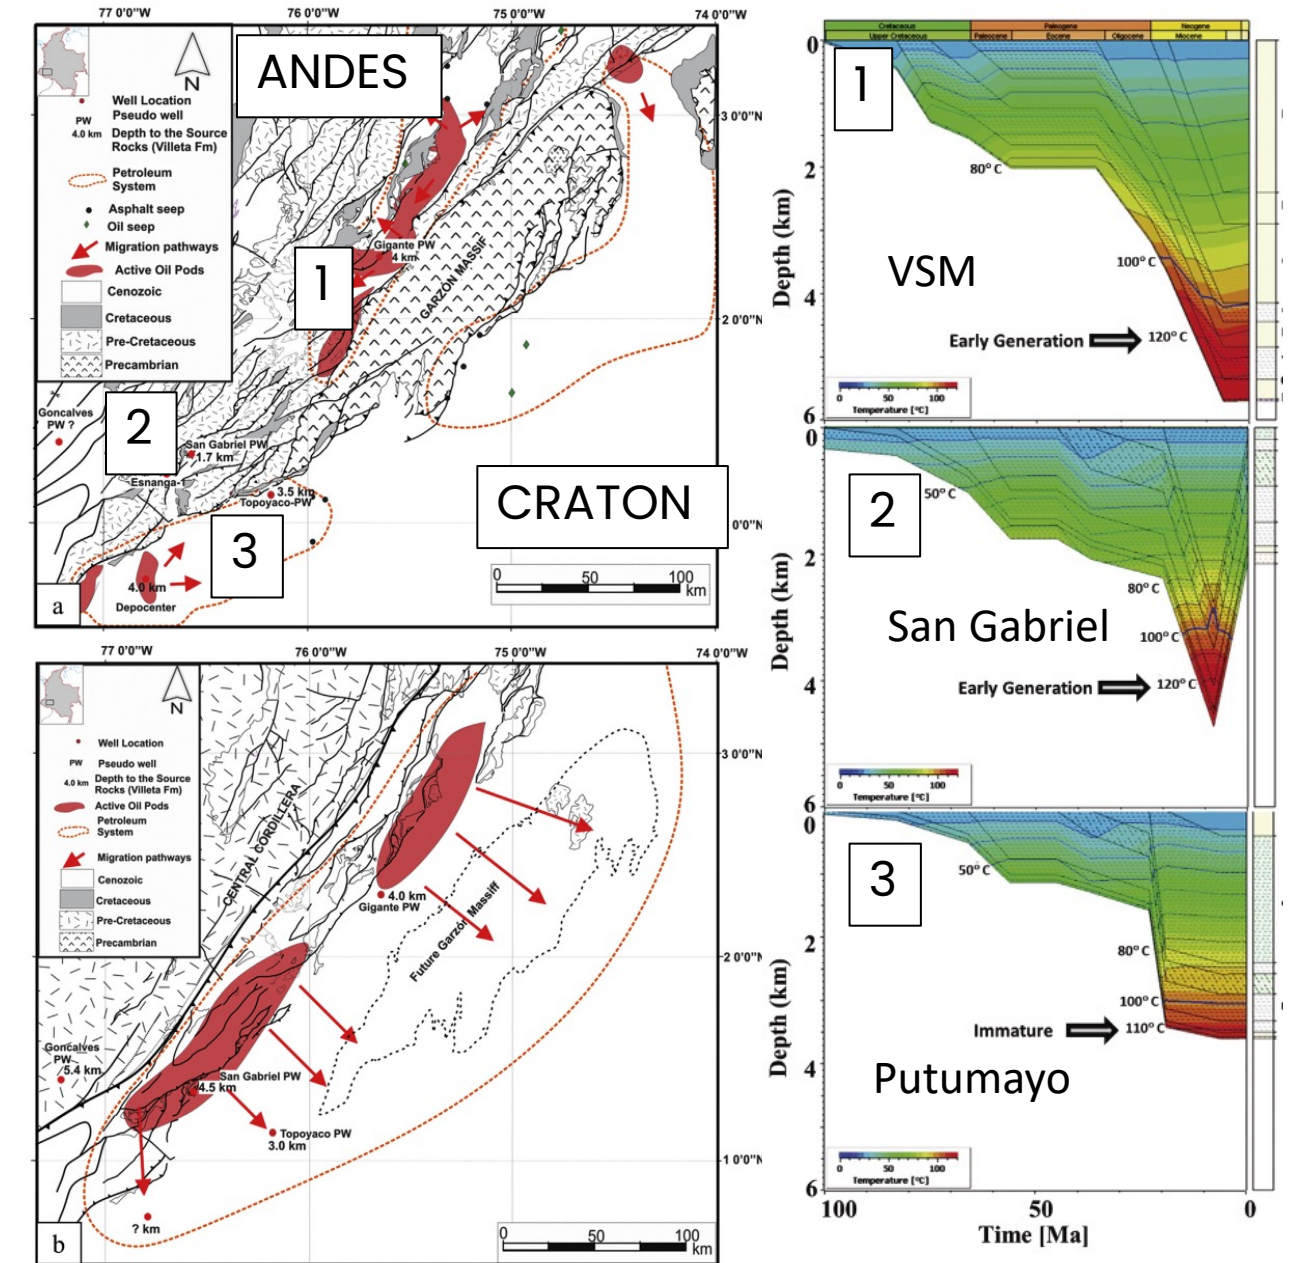 77 0'0"W
76 0'0"W
75 0'0"W
74 0'0"W
N
Well Location
PW
Pseudo well
4.0 km
Depth to the Source
Rocks (Villeta Fm)
Petroleum
System
Asphalt seep
Oil seep
Migration pathways
Active Oil Pods
Cenozoic
Cretaceous
Pre-Cretaceous
Precambrian
ANDES
3 0'0"N
Gigante PW
4 km
GARZÓN MASSIF
1
2 0'0"N
Goncalves
PW ?
2
San Gabriel PW
1.7 km
Esnanga-1
3.5 km
Topoyaco-PW
CRATON
0'0"N
3
4.0 km
Depocenter
0 50 100
km
a
77 0'0"W
76 0'0"W
75 0'0"W
74 0'0"W
N
Well Location
PW
Pseudo well
4.0 km
Depth to the Source
Rocks (Villeta Fm)
Active Oil Pods
Petroleum
System
Migration pathways
Cenozoic
Cretaceous
Pre-Cretaceous
Precambrian
CENTRAL CORDILLERA
3 0'0"N
4.0 km
Gigante PW
Future Garzón Massiff
2 0'0"N
Goncalves
PW
5.4 km
San Gabriel PW
4.5 km
Topoyaco PW
3.0 km
1 0'0"N
? km
0 50 100
km
b
Cretaceous
Paleogene
Neogene
Upper Cretaceous
Paleocene
Eocene
Oligocene
Miocene
0
2
4
6
Depth (km)
1
80° C
100° C
VSM
Early Generation
120° C
0 50 100
Temperature [°C]
0
2
4
6
Depth (km)
50° C
2
80° C
San Gabriel
100° C
Early Generation
120° C
0 50 100
Temperature [°C]
0
2
4
6
Depth (km)
50° C
3
80° C
100° C
Immature
110° C
Putumayo
0 50 100
Temperature [°C]
100 50 0
Time [Ma]